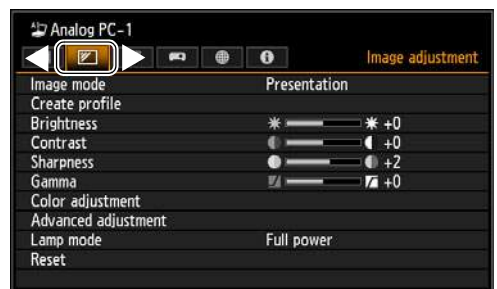 Analog PC-1
Image adjustment
Image mode Presentation
Create profile
Brightness +0
Contrast +0
Sharpness +2
Gamma +0
Color adjustment
Advanced adjustment
Lamp mode Full power
Reset